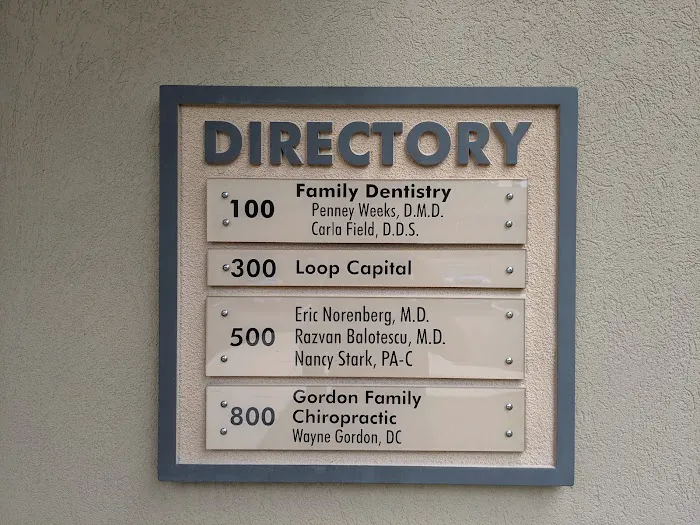 DIRECTORY
100
Family Dentistry
Penney Weeks, D.M.D.
Carla Field, D.D.S.
300 Loop Capital
500
Eric Norenberg, M.D.
Razvan Balotescu, M.D.
Nancy Stark, PA-C
800
Gordon Family
Chiropractic
Wayne Gordon, DC